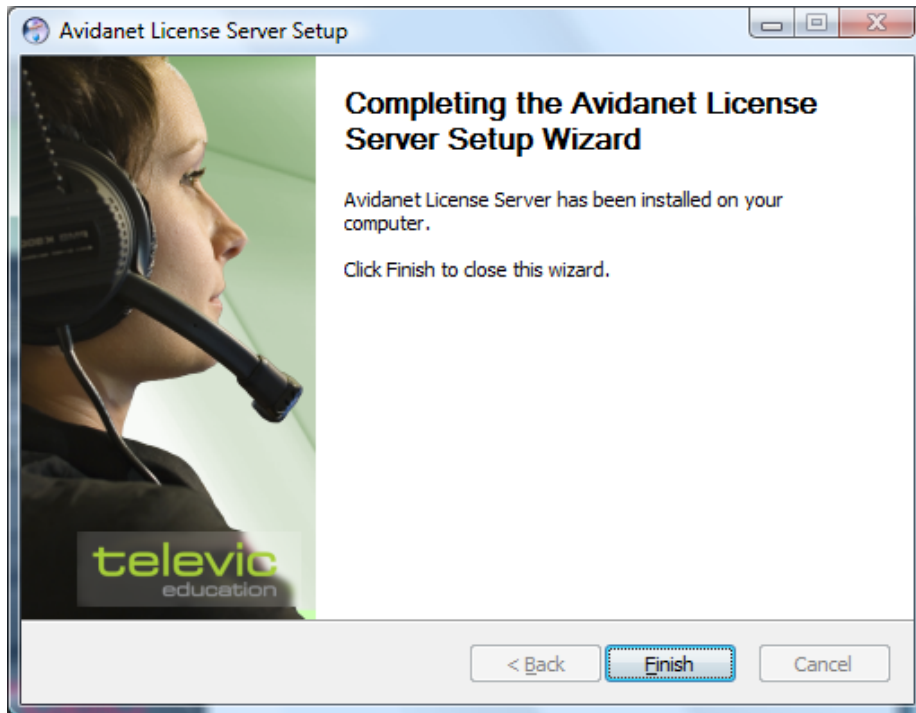 Avidanet License Server Setup
Completing the Avidanet License
Server Setup Wizard
Avidanet License Server has been installed on your
computer.
Click Finish to close this wizard.
televic
education
< Back
Finish
Cancel